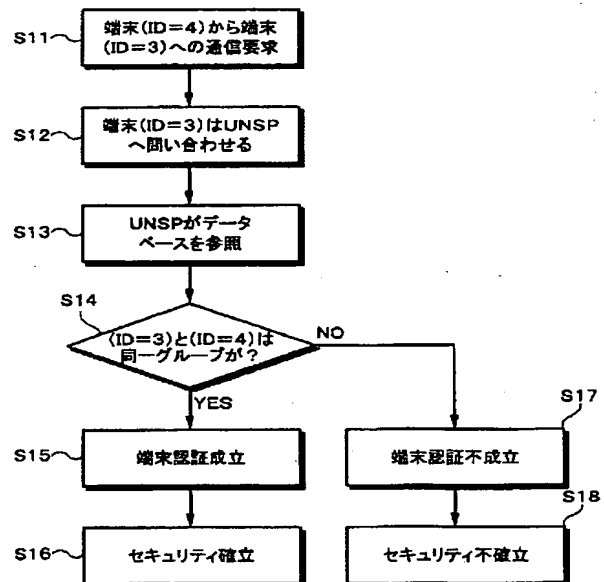 S11
端末(ID=4)から端末
(ID=3)への通信要求
S12
端末(ID=3)はUNSP
へ問い合わせる
S13
UNSPがデータ
ベースを参照
S14
(ID=3)と(ID=4)は
同一グループが?
NO
YES
S17
S15
端末認証成立
端末認証不成立
S18
S16
セキュリティ確立
セキュリティ不確立